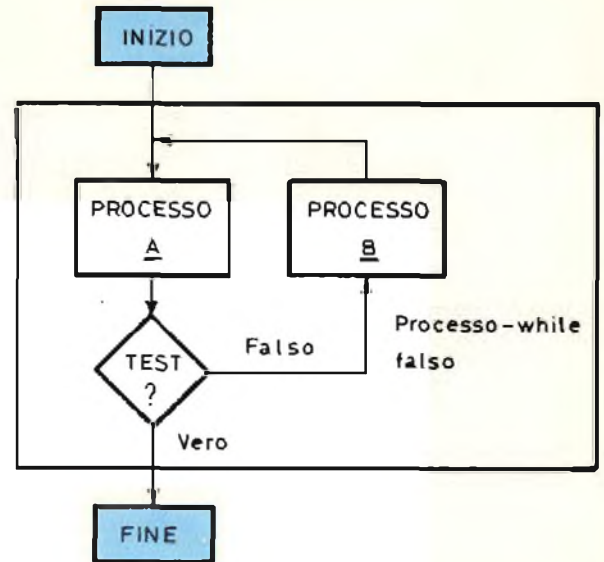 INIZIO
PROCESSO
A
PROCESSO
B
TEST
?
Falso
Processo-while
falso
Vero
FINE